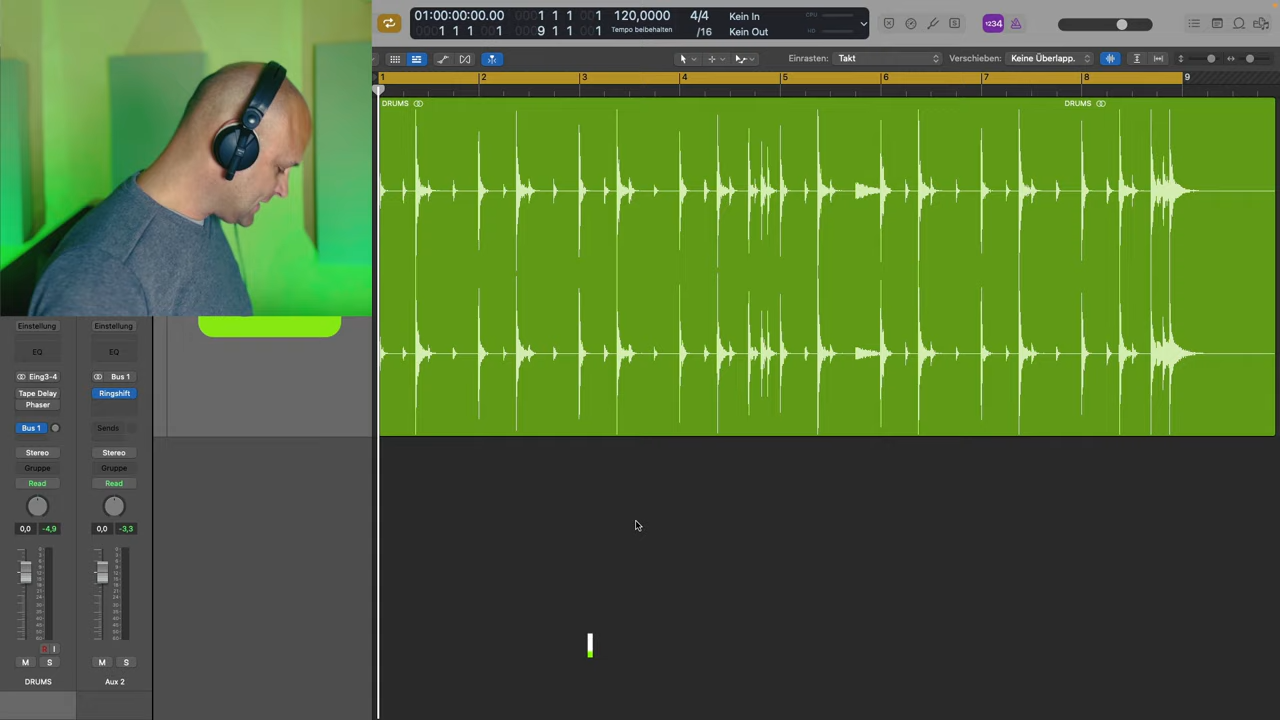 01:00:00:00.00
1 1 1 1
1 1 1
9 1 1
1
1
120,0000
Tempo beibehalten
4/4
/16
Kein In
Kein Out
CPU
HD
1234
Einrasten: Takt
Verschieben: Keine Überlapp.
1 2 3 4 5 6 7 8 9
DRUMS
DRUMS
Einstellung Einstellung
EQ EQ
Eing3-4 Bus 1
Tape Delay Ringshift
Phaser
Bus 1 Sends
Stereo Stereo
Gruppe Gruppe
Read Read
0,0 -4,9 0,0 -3,3
R I
M S M S
DRUMS Aux 2